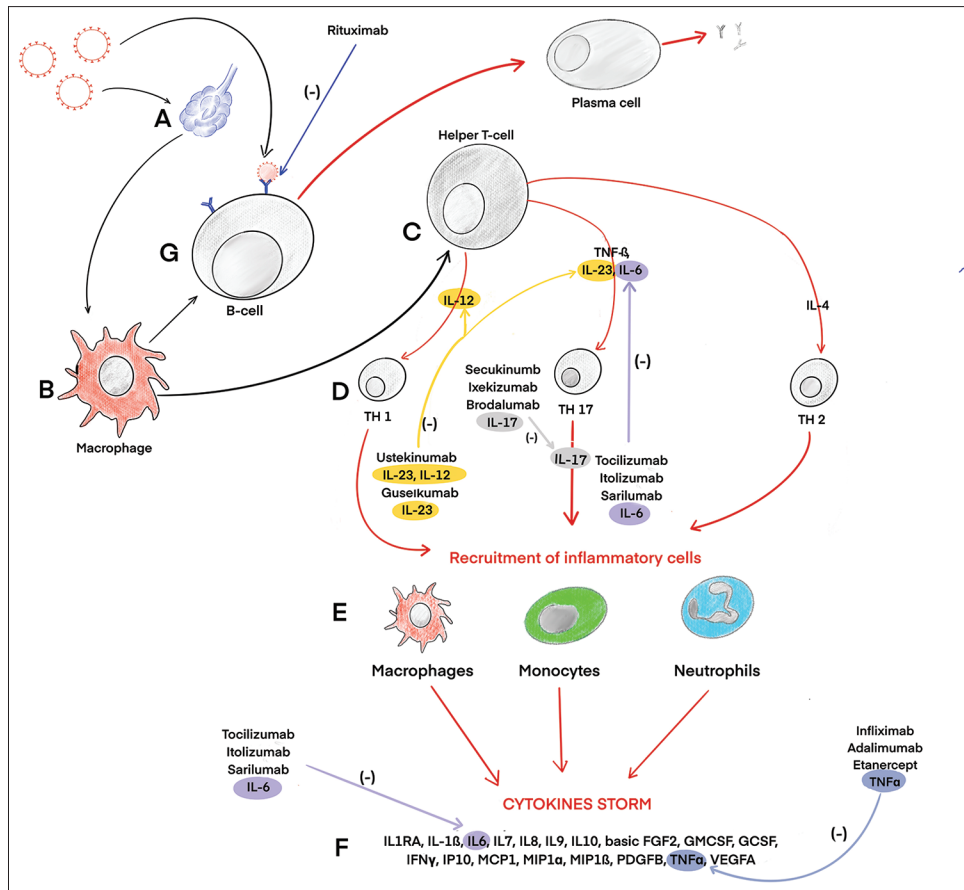 Rituximab
(-)
Plasma cell
A
Helper T-cell
C
G
B-cell
TNF-ß,
IL-23, IL-6
IL-12
IL-4
B
Macrophage
D
TH 1
(-)
Secukinumb
Ixekizumab
Brodalumab
IL-17
(-)
TH 17
(-)
TH 2
Ustekinumab
IL-23, IL-12
Guselkumab
IL-23
IL-17
Tocilizumab
Itolizumab
Sarilumab
IL-6
Recruitment of inflammatory cells
E
Macrophages
Monocytes
Neutrophils
Tocilizumab
Itolizumab
Sarilumab
IL-6
(-)
Infliximab
Adalimumab
Etanercept
TNFα
(-)
CYTOKINES STORM
F
IL1RA, IL-1ß, IL6, IL7, IL8, IL9, IL10, basic FGF2, GMCSF, GCSF,
IFNγ, IP10, MCP1, MIP1α, MIP1ß, PDGFB, TNFα, VEGFA